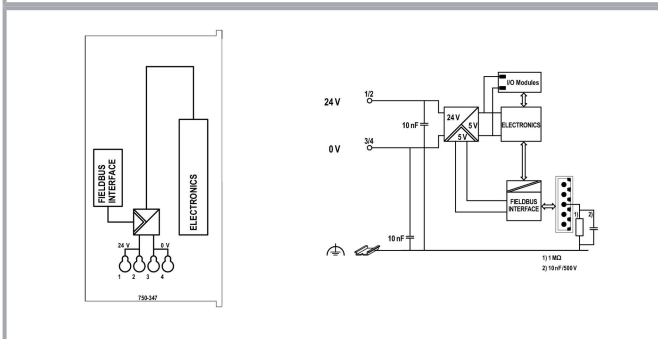 FIELDBUS
INTERFACE
ELECTRONICS
24 V
0 V
1
2
3
4
750-347
24 V
1/2
0 V
3/4
10 nF
10 nF
24 V
5 V
5 V
I/O Modules
ELECTRONICS
FIELDBUS
INTERFACE
1)
2)
1) 1 MΩ
2) 10 nF/500 V